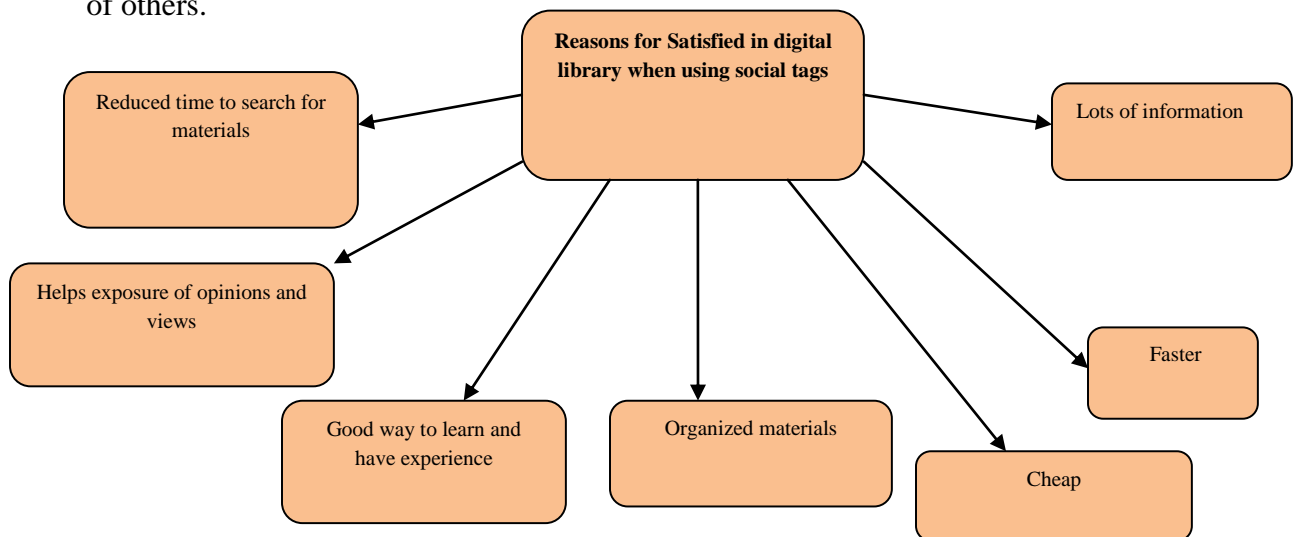 of others.
Reasons for Satisfied in digital
library when using social tags
Reduced time to search for
materials
Lots of information
Helps exposure of opinions and
views
Faster
Good way to learn and
have experience
Organized materials
Cheap